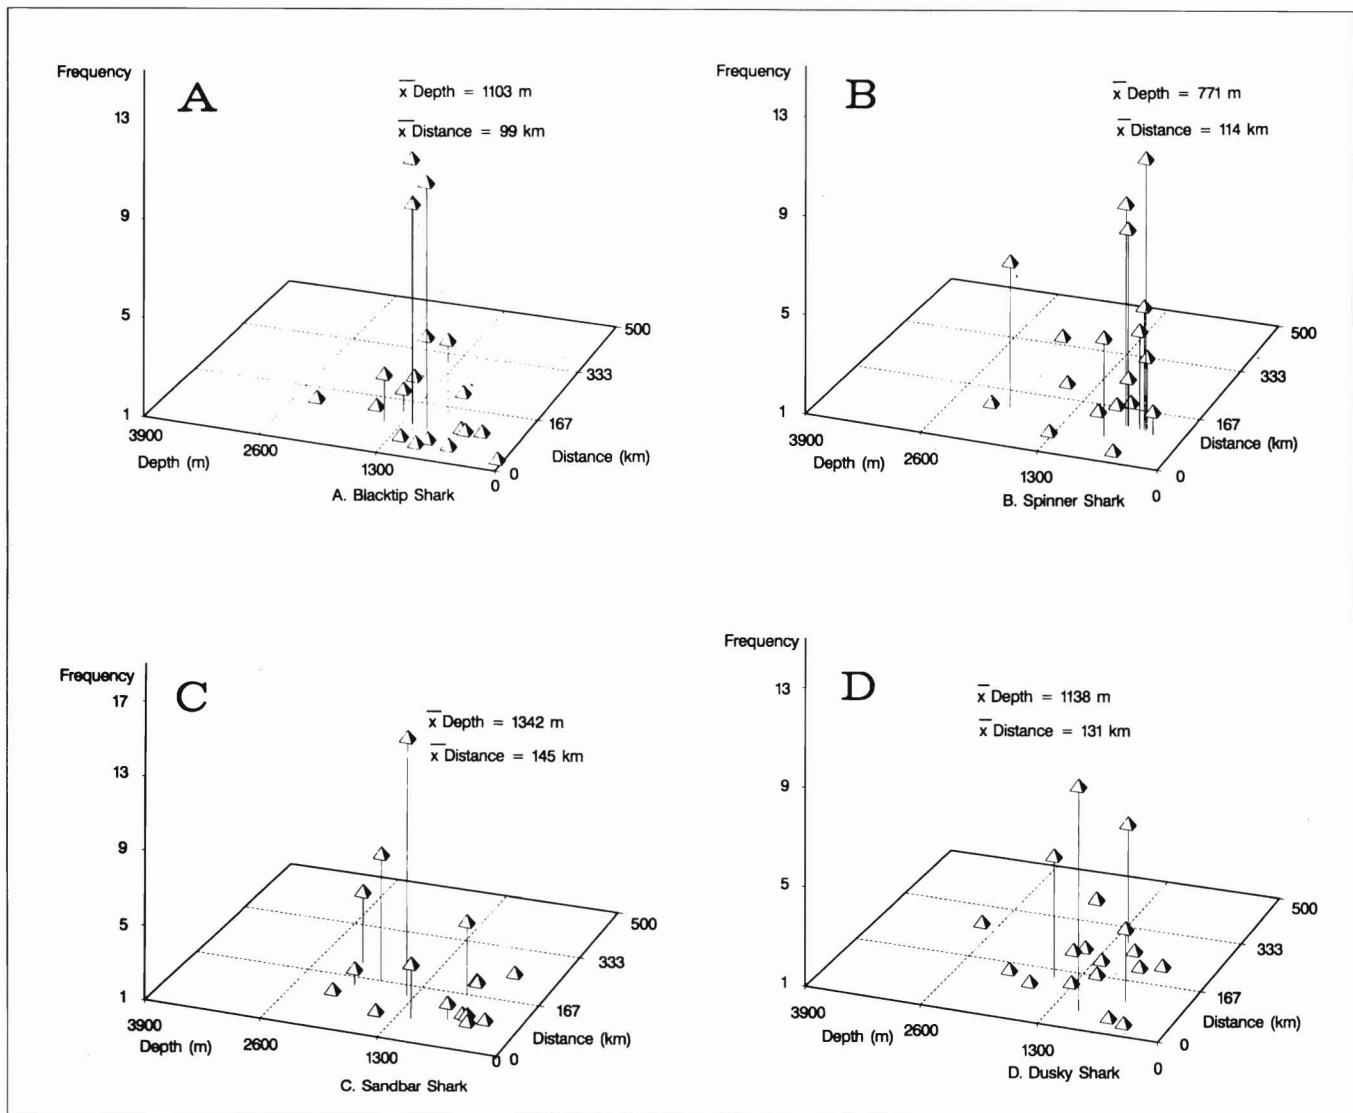 Frequency
A
x Depth = 1103 m
x Distance = 99 km
13
9
5
1
3900
2600
1300
0
Depth (m)
0
167
333
500
Distance (km)
A. Blacktip Shark
Frequency
B
x Depth = 771 m
x Distance = 114 km
13
9
5
1
3900
2600
1300
0
Depth (m)
0
167
333
500
Distance (km)
B. Spinner Shark
Frequency
C
x Depth = 1342 m
x Distance = 145 km
17
13
9
5
1
3900
2600
1300
0
Depth (m)
0
167
333
500
Distance (km)
C. Sandbar Shark
Frequency
D
x Depth = 1138 m
x Distance = 131 km
13
9
5
1
3900
2600
1300
0
Depth (m)
0
167
333
500
Distance (km)
D. Dusky Shark